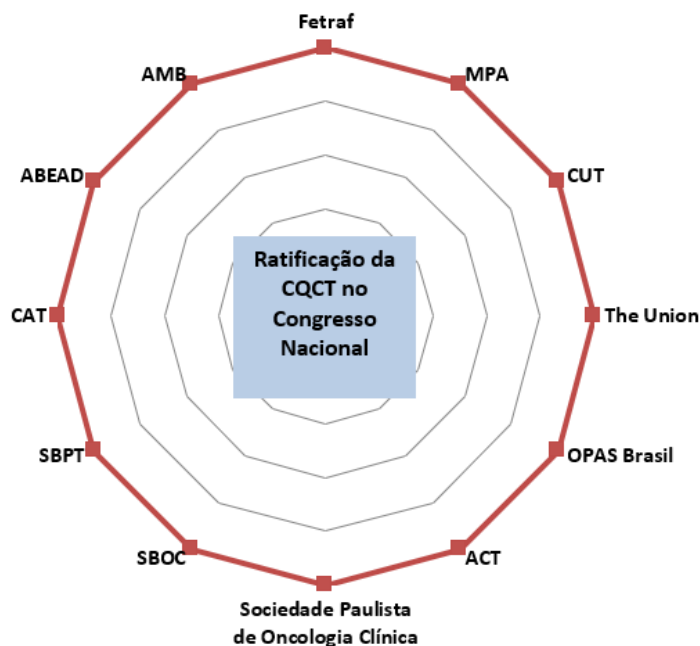 Fetraf
AMB
MPA
ABEAD
CUT
Ratificação da
CQCT no
Congresso
Nacional
CAT
The Union
SBPT
OPAS Brasil
SBOC
ACT
Sociedade Paulista
de Oncologia Clínica